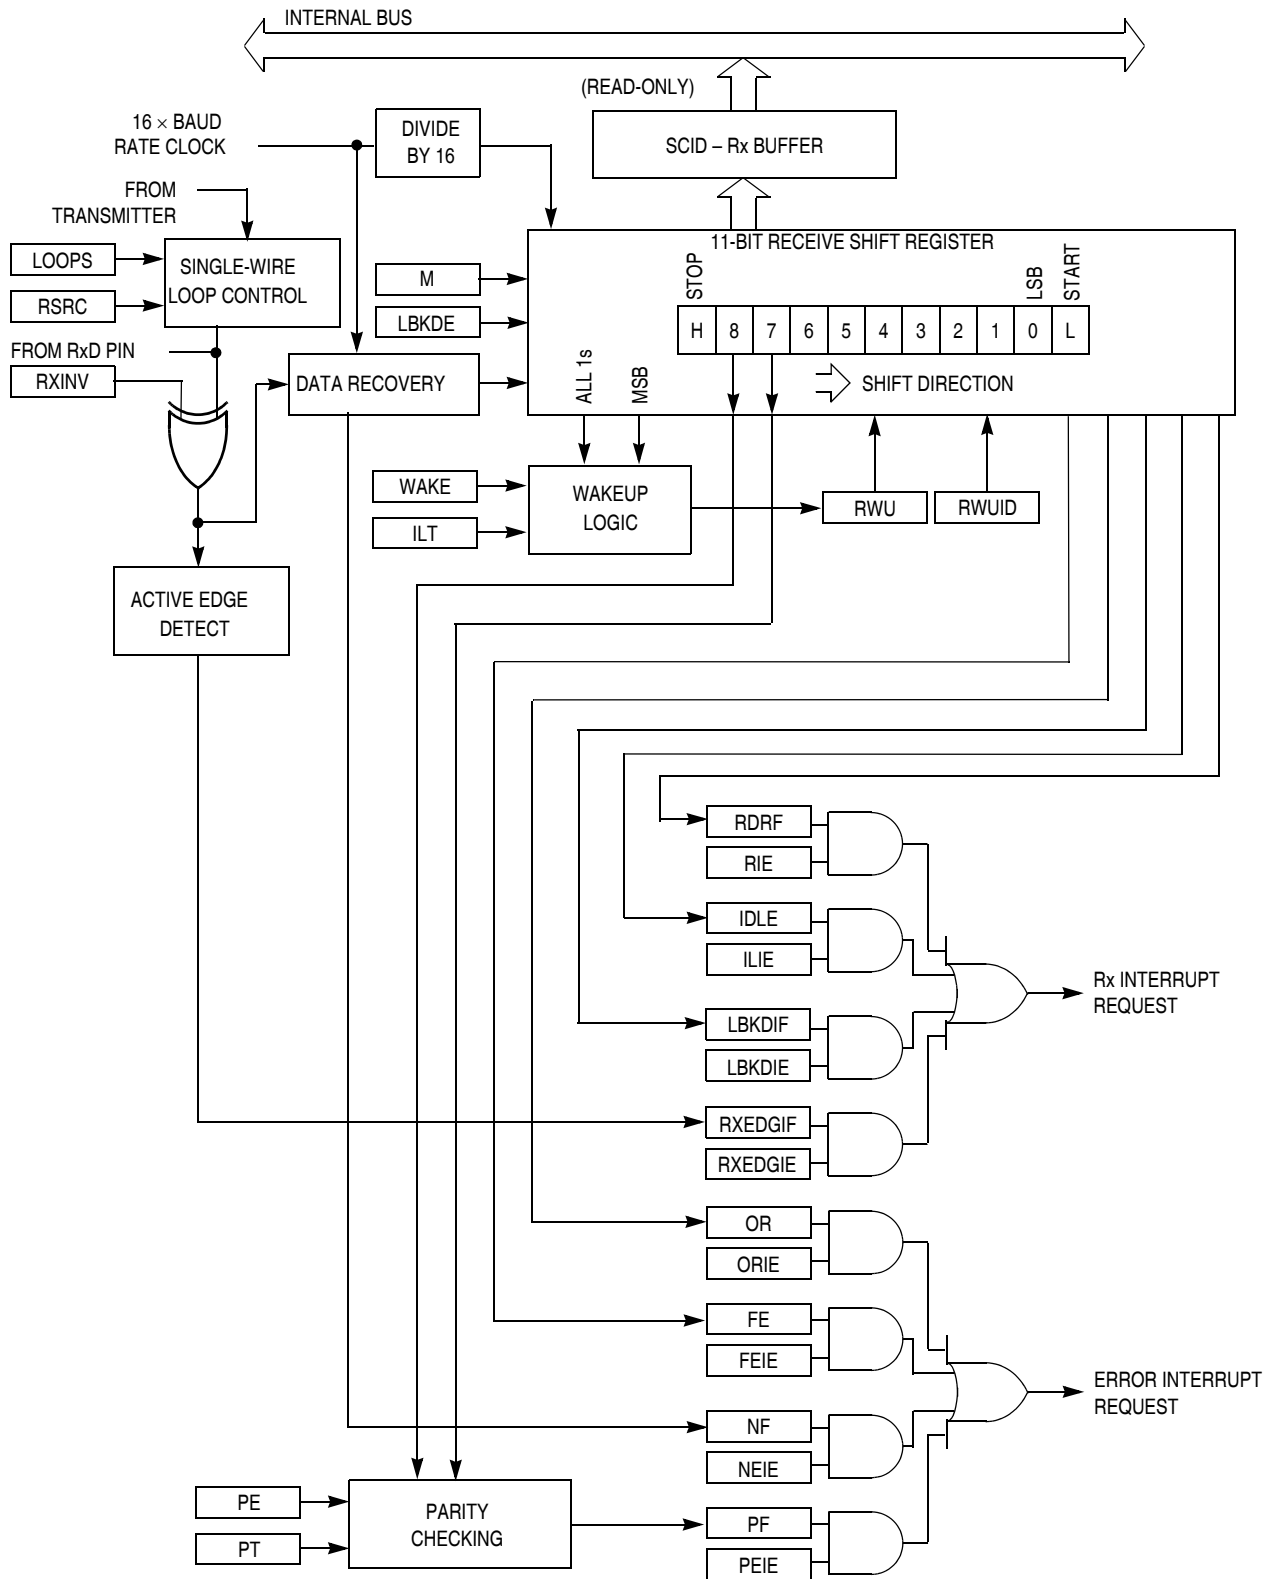 INTERNAL BUS
(READ-ONLY)
16 × BAUD
RATE CLOCK
DIVIDE
BY 16
SCID – Rx BUFFER
FROM
TRANSMITTER
11-BIT RECEIVE SHIFT REGISTER
LOOPS
RSRC
SINGLE-WIRE
LOOP CONTROL
M
LBKDE
STOP
LSB
START
H 8 7 6 5 4 3 2 1 0 L
FROM RxD PIN
RXINV
DATA RECOVERY
ALL 1s
MSB
SHIFT DIRECTION
WAKE
ILT
WAKEUP
LOGIC
RWU
RWUID
ACTIVE EDGE
DETECT
RDRF
RIE
IDLE
ILIE
Rx INTERRUPT
REQUEST
LBKDIF
LBKDIE
RXEDGIF
RXEDGIE
OR
ORIE
FE
FEIE
ERROR INTERRUPT
REQUEST
NF
NEIE
PE
PT
PARITY
CHECKING
PF
PEIE